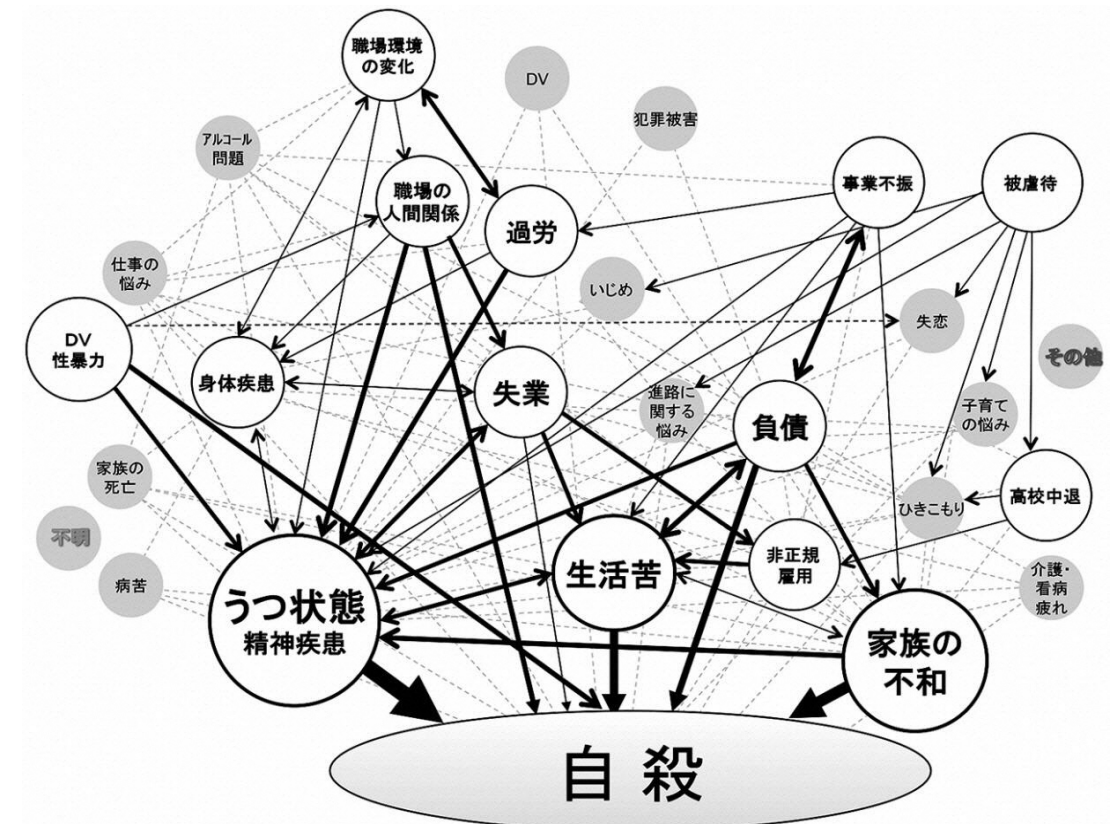 職場環境
の変化
DV
犯罪被害
アルコール
問題
職場の
人間関係
過労
事業不振
被虐待
仕事の
悩み
いじめ
失恋
DV
性暴力
その他
身体疾患
失業
進路に
関する
悩み
負債
子育て
の悩み
家族の
死亡
高校中退
ひきこもり
不明
病苦
うつ状態
精神疾患
生活苦
非正規
雇用
介護・
看病
疲れ
家族の
不和
自殺